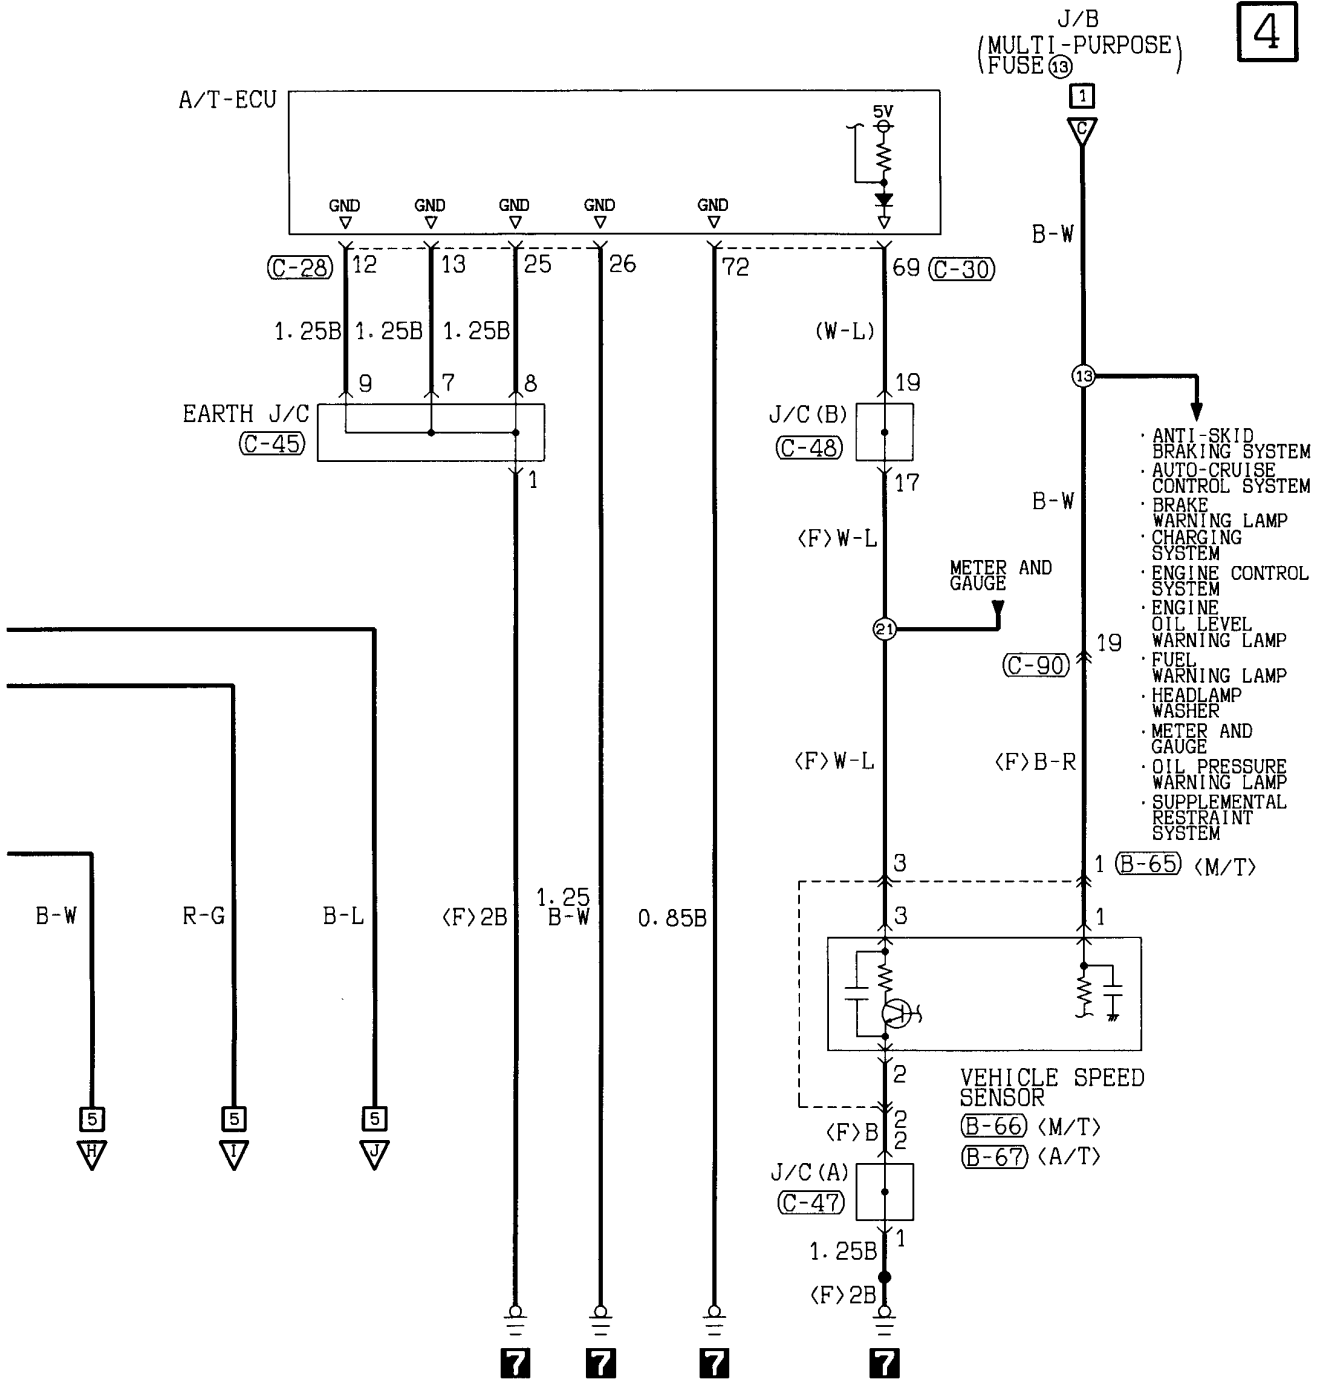 4
J/B
(MULTI-PURPOSE
FUSE⑬)
1
C
A/T-ECU
5V
GND GND GND GND GND
B-W
C-28 12 13 25 26 72 69 C-30
1.25B 1.25B 1.25B (W-L)
13
9 7 8 19
EARTH J/C
C-45
J/C(B)
C-48
1 17
B-W
<F>W-L
METER AND
GAUGE
21
· ANTI-SKID
BRAKING SYSTEM
· AUTO-CRUISE
CONTROL SYSTEM
· BRAKE
WARNING LAMP
· CHARGING
SYSTEM
· ENGINE CONTROL
SYSTEM
· ENGINE
OIL LEVEL
WARNING LAMP
· FUEL
WARNING LAMP
· HEADLAMP
WASHER
· METER AND
GAUGE
· OIL PRESSURE
WARNING LAMP
· SUPPLEMENTAL
RESTRAINT
SYSTEM
19
C-90
<F>W-L <F>B-R
3 1 B-65 <M/T>
B-W R-G B-L <F>2B 1.25
B-W 0.85B
3 1
2
VEHICLE SPEED
SENSOR
B-66 <M/T>
B-67 <A/T>
5 5 5
H I J
2
<F>B 2
J/C(A)
C-47
1
1.25B
<F>2B
7 7 7 7